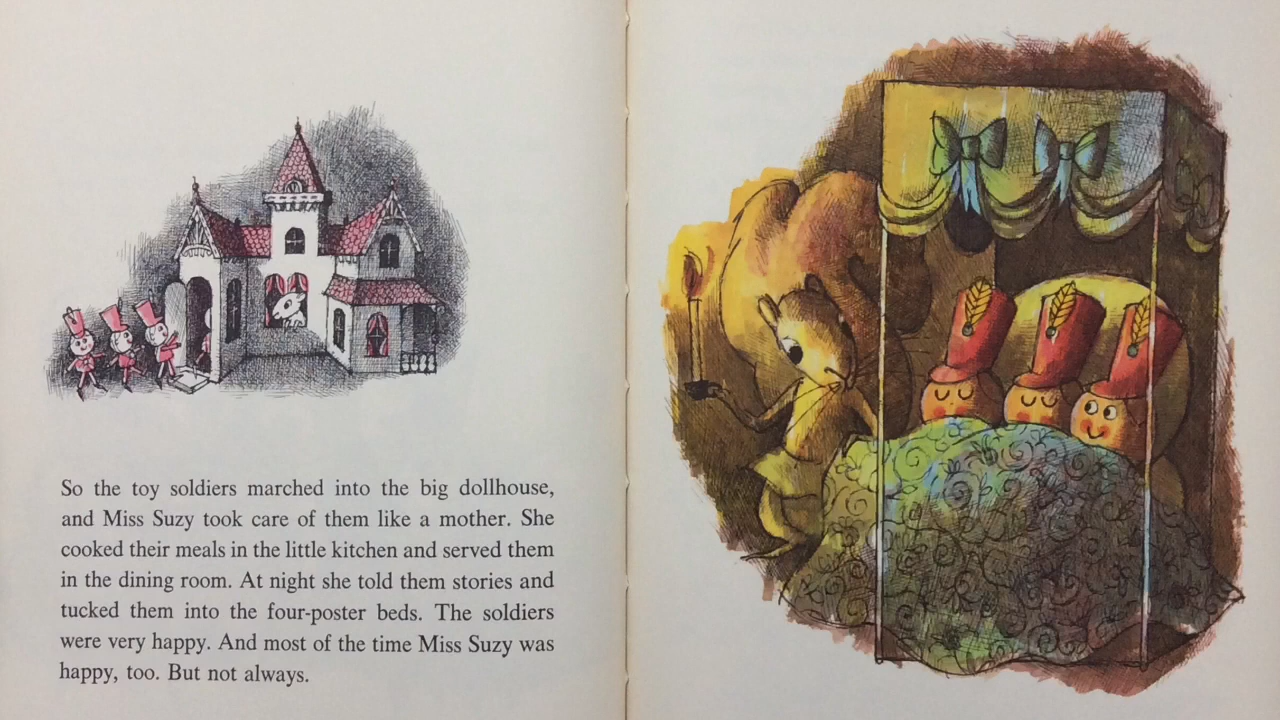 So the toy soldiers marched into the big dollhouse,
and Miss Suzy took care of them like a mother. She
cooked their meals in the little kitchen and served them
in the dining room. At night she told them stories and
tucked them into the four-poster beds. The soldiers
were very happy. And most of the time Miss Suzy was
happy, too. But not always.